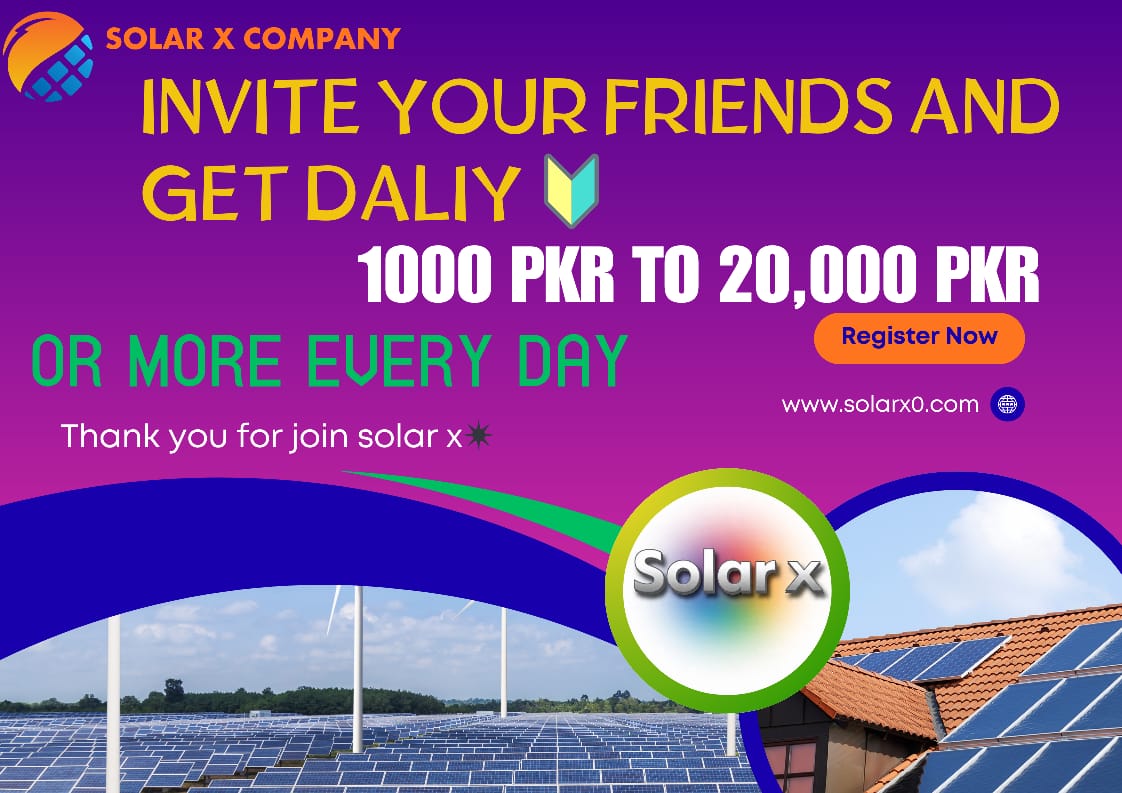 SOLAR X COMPANY
INVITE YOUR FRIENDS AND
GET DALIY
1000 PKR TO 20,000 PKR
Register Now
OR MORE EVERY DAY
www.solarx0.com
Thank you for join solar x
Solar x